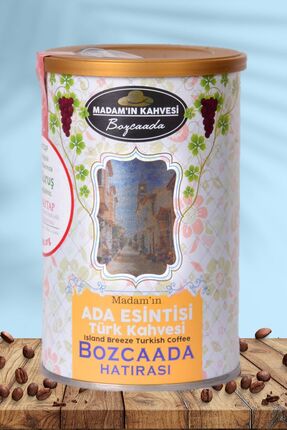 MADAM'IN KAHVESİ
Bozcaada
Madam'ın
ADA ESİNTİSİ
Türk Kahvesi
Island Breeze Turkish Coffee
BOZCAADA
HATIRASI